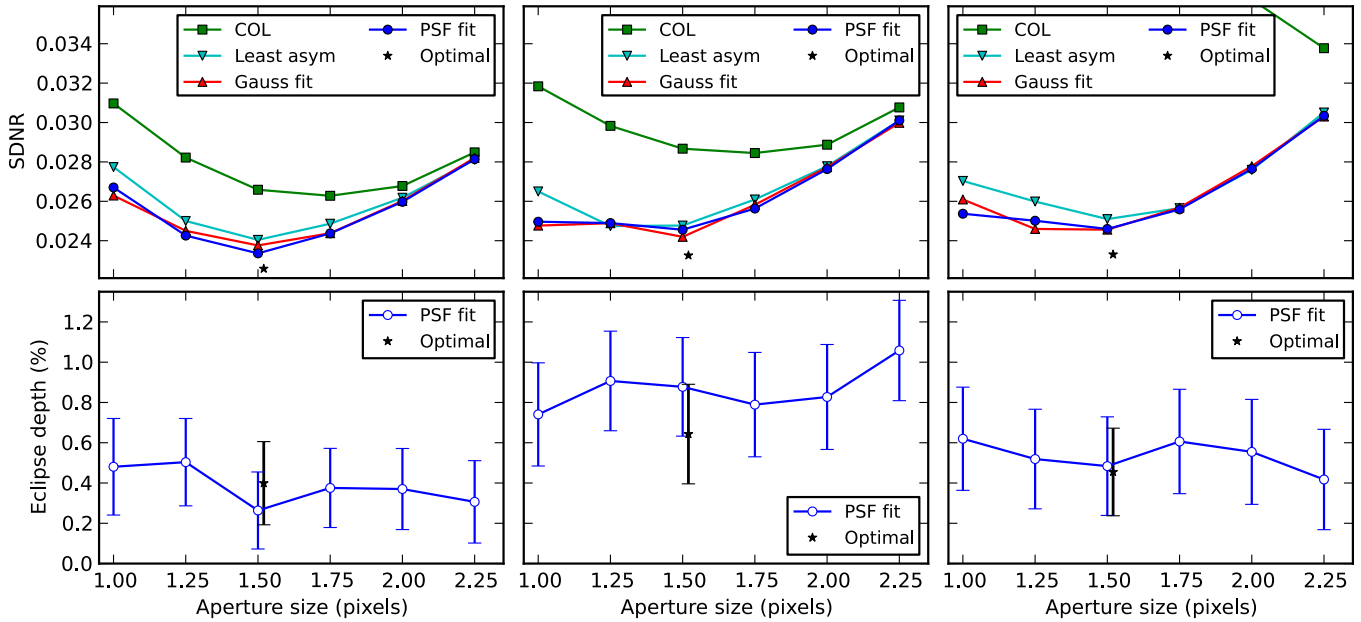 SDNR
0.034
0.032
0.030
0.028
0.026
0.024
COL
Least asym
Gauss fit
PSF fit
Optimal
COL
Least asym
Gauss fit
PSF fit
Optimal
COL
Least asym
Gauss fit
PSF fit
Optimal
Eclipse depth (%)
1.2
1.0
0.8
0.6
0.4
0.2
0.0
PSF fit
Optimal
PSF fit
Optimal
PSF fit
Optimal
1.00 1.25 1.50 1.75 2.00 2.25
1.00 1.25 1.50 1.75 2.00 2.25
1.00 1.25 1.50 1.75 2.00 2.25
Aperture size (pixels)
Aperture size (pixels)
Aperture size (pixels)